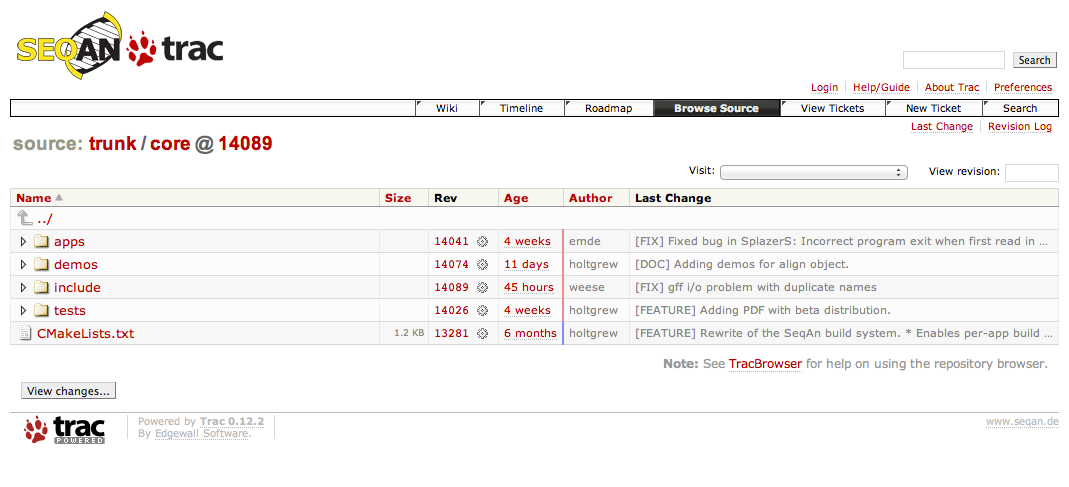 SEQAN trac
Search
Login Help/Guide About Trac Preferences
Wiki Timeline Roadmap Browse Source View Tickets New Ticket Search
Last Change Revision Log
source: trunk / core @ 14089
Visit: View revision:
Name Size Rev Age Author Last Change
../
apps 14041 4 weeks emde [FIX] Fixed bug in SplazerS: Incorrect program exit when first read in …
demos 14074 11 days holtgrew [DOC] Adding demos for align object.
include 14089 45 hours weese [FIX] gff i/o problem with duplicate names
tests 14026 4 weeks holtgrew [FEATURE] Adding PDF with beta distribution.
CMakeLists.txt 1.2 KB 13281 6 months holtgrew [FEATURE] Rewrite of the SeqAn build system. * Enables per-app build …
Note: See TracBrowser for help on using the repository browser.
View changes...
trac POWERED
Powered by Trac 0.12.2
By Edgewall Software.
www.seqan.de